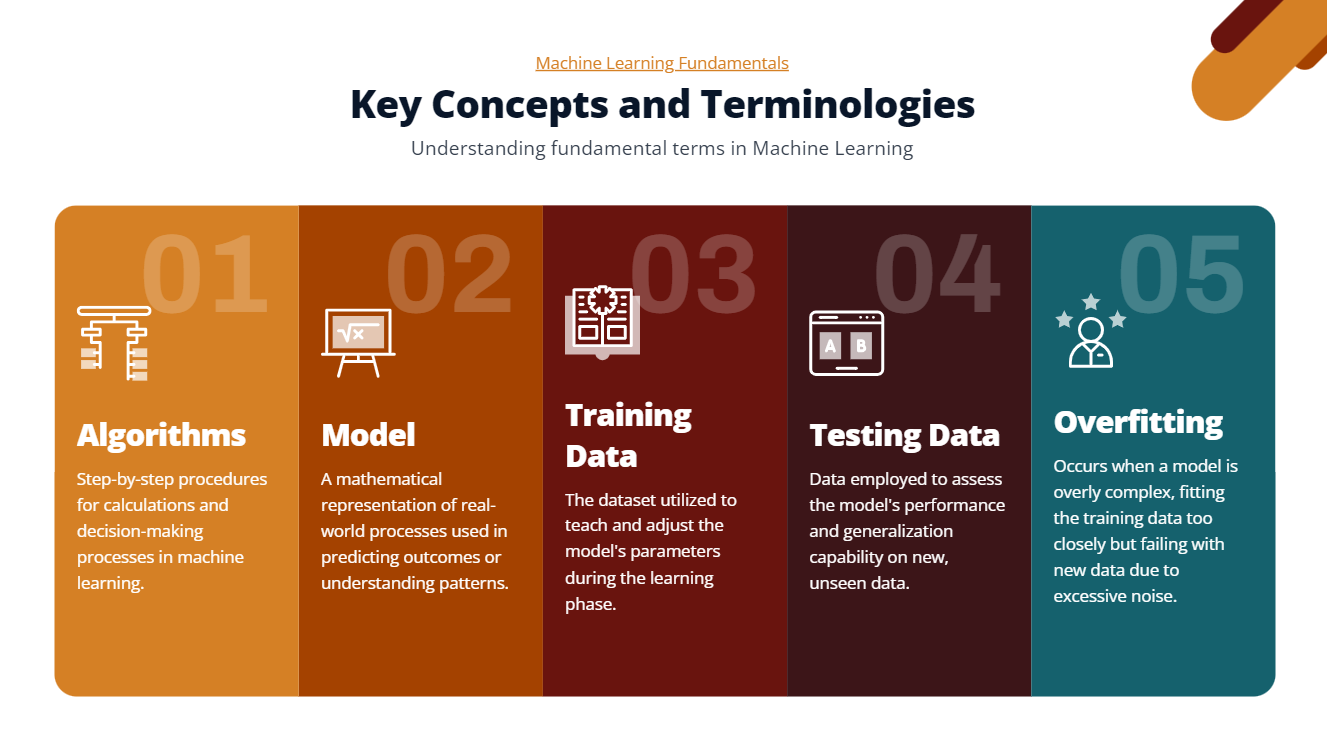 Machine Learning Fundamentals
Key Concepts and Terminologies
Understanding fundamental terms in Machine Learning
01
Algorithms
Step-by-step procedures
for calculations and
decision-making
processes in machine
learning.
02
√x
Model
A mathematical
representation of real-
world processes used in
predicting outcomes or
understanding patterns.
03
Training
Data
The dataset utilized to
teach and adjust the
model's parameters
during the learning
phase.
04
A B
Testing Data
Data employed to assess
the model's performance
and generalization
capability on new,
unseen data.
05
Overfitting
Occurs when a model is
overly complex, fitting
the training data too
closely but failing with
new data due to
excessive noise.